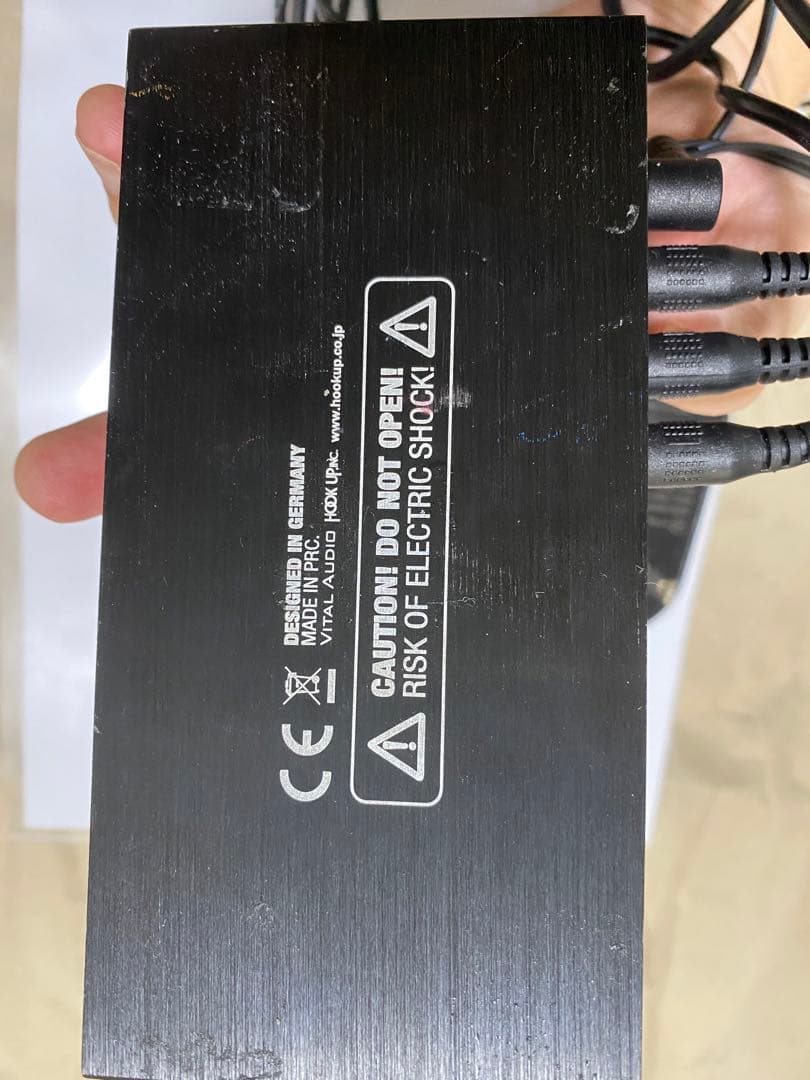 DESIGNED IN GERMANY
MADE IN PRC.
VITAL AUDIO HOOK UP,INC. www.hookup.co.jp
CE
CAUTION! DO NOT OPEN!
RISK OF ELECTRIC SHOCK!